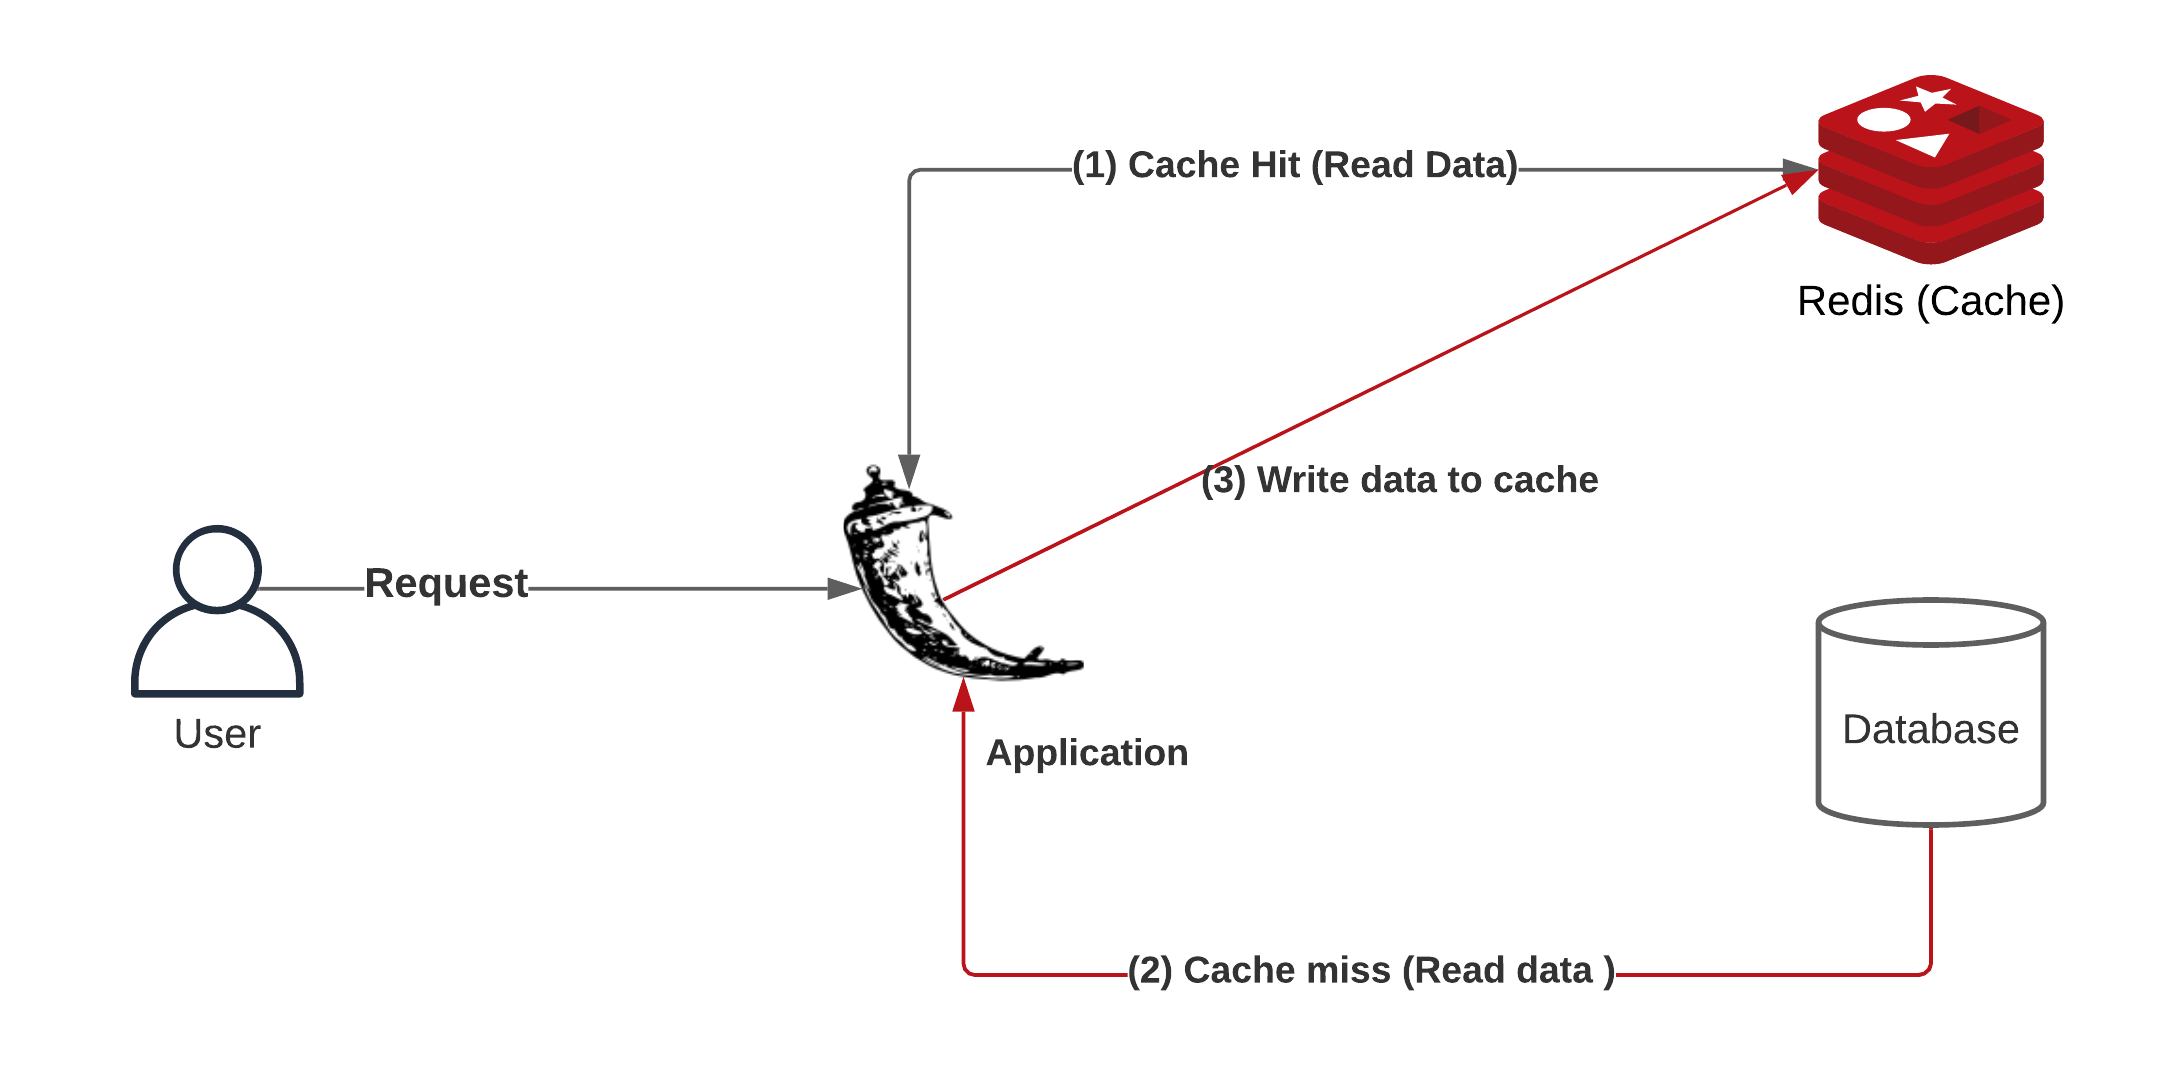 (1) Cache Hit (Read Data)
Redis (Cache)
(3) Write data to cache
Request
User
Application
Database
(2) Cache miss (Read data )